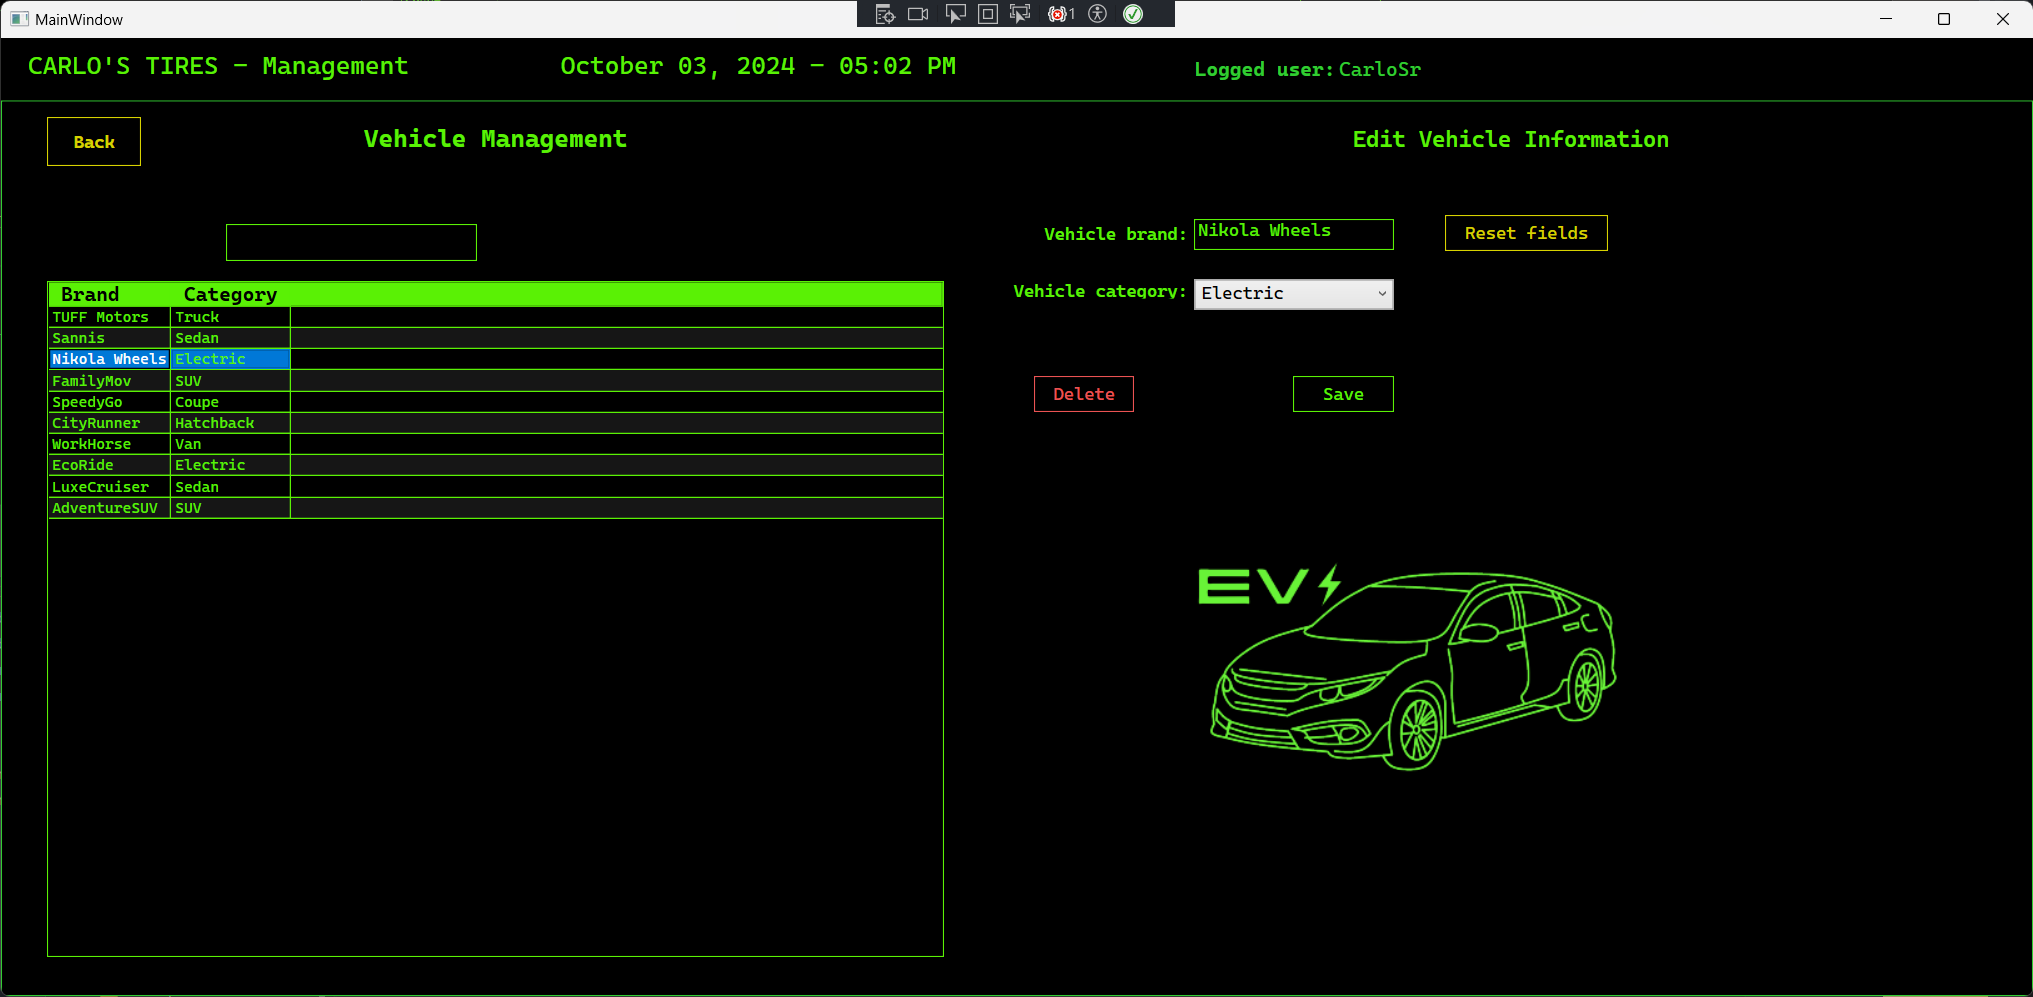 MainWindow
1
CARLO'S TIRES - Management
October 03, 2024 - 05:02 PM
Logged user: CarloSr
Back
Vehicle Management
Edit Vehicle Information
Vehicle brand: Nikola Wheels
Reset fields
Vehicle category: Electric
Delete
Save
Brand Category
TUFF Motors Truck
Sannis Sedan
Nikola Wheels Electric
FamilyMov SUV
SpeedyGo Coupe
CityRunner Hatchback
WorkHorse Van
EcoRide Electric
LuxeCruiser Sedan
AdventureSUV SUV
EV